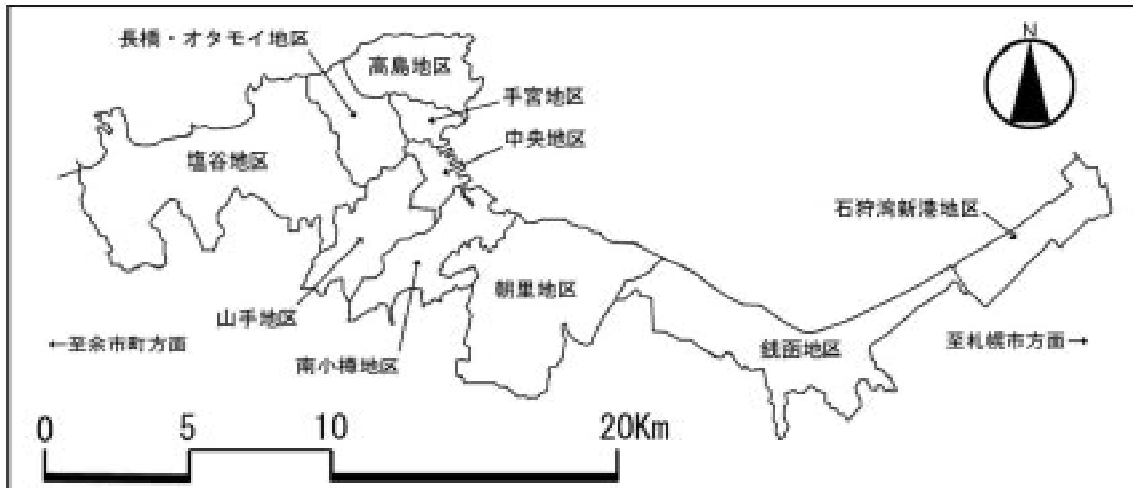 長橋・オタモイ地区
高島地区
手宮地区
中央地区
塩谷地区
石狩湾新港地区
朝里地区
山手地区
←至余市町方面
南小樽地区
銭函地区
至札幌市方面→
N
0 5 10 20Km